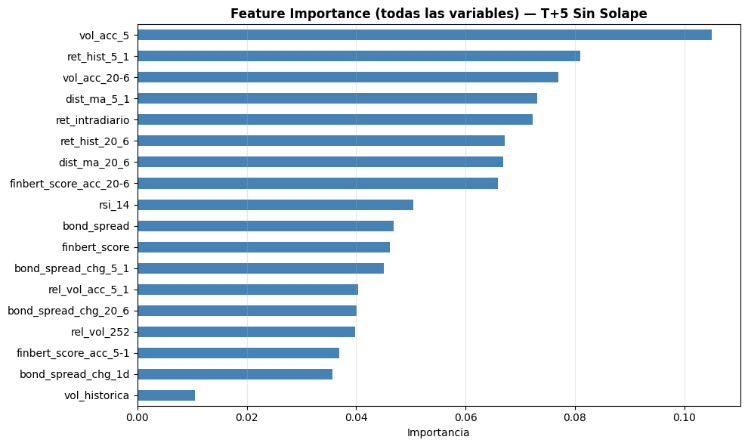 Feature Importance (todas las variables) — T+5 Sin Solape
vol_acc_5
ret_hist_5_1
vol_acc_20-6
dist_ma_5_1
ret_intradiario
ret_hist_20_6
dist_ma_20_6
finbert_score_acc_20-6
rsi_14
bond_spread
finbert_score
bond_spread_chg_5_1
rel_vol_acc_5_1
bond_spread_chg_20_6
rel_vol_252
finbert_score_acc_5-1
bond_spread_chg_1d
vol_historica
0.00 0.02 0.04 0.06 0.08 0.10
Importancia